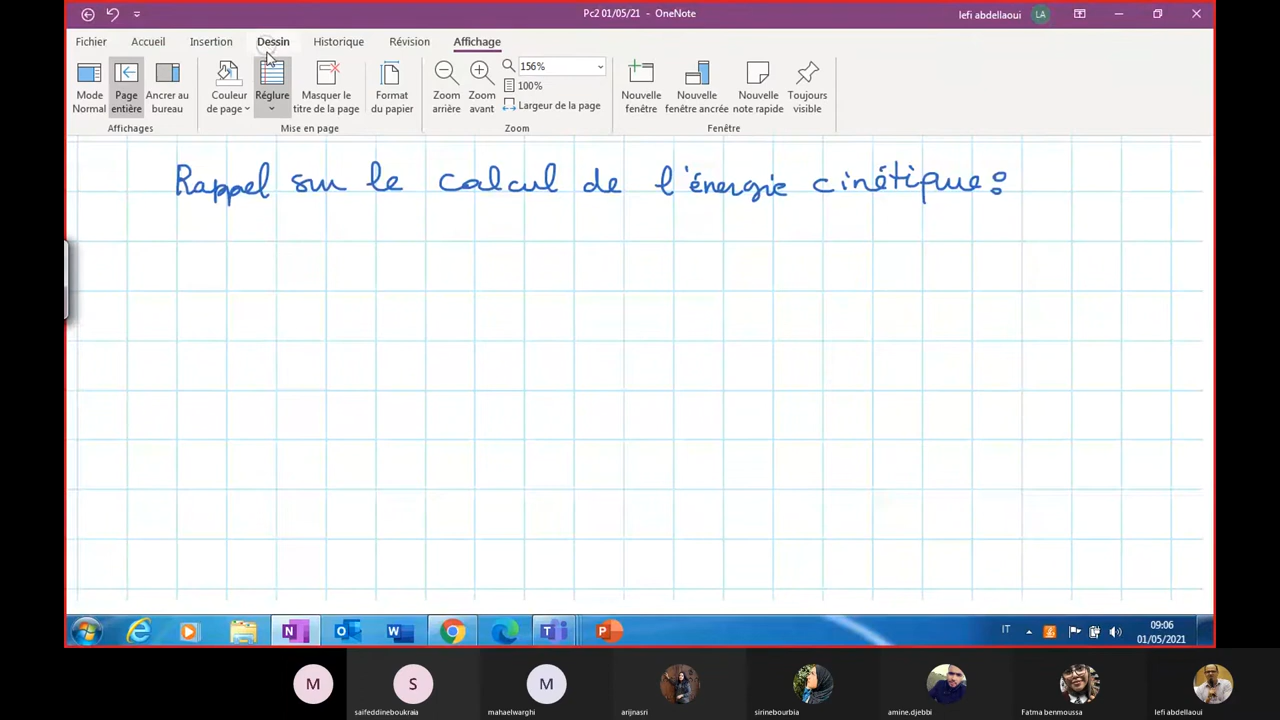 Pc2 01/05/21 - OneNote
lefi abdellaoui LA
Fichier Accueil Insertion Dessin Historique Révision Affichage
Mode Normal
Page entière
Ancrer au bureau
Affichages
Couleur de page
Réglure
Masquer le titre de la page
Format du papier
Mise en page
Zoom arrière
Zoom avant
156%
100%
Largeur de la page
Zoom
Nouvelle fenêtre
Nouvelle fenêtre ancrée
Nouvelle note rapide
Toujours visible
Fenêtre
Rappel sur le calcul de l'énergie cinétique :
IT
09:06
01/05/2021
M S M
saifeddineboukraia mahaelwarghi arijnasri sirinebourbia amine.djebbi Fatma benmoussa lefi abdellaoui